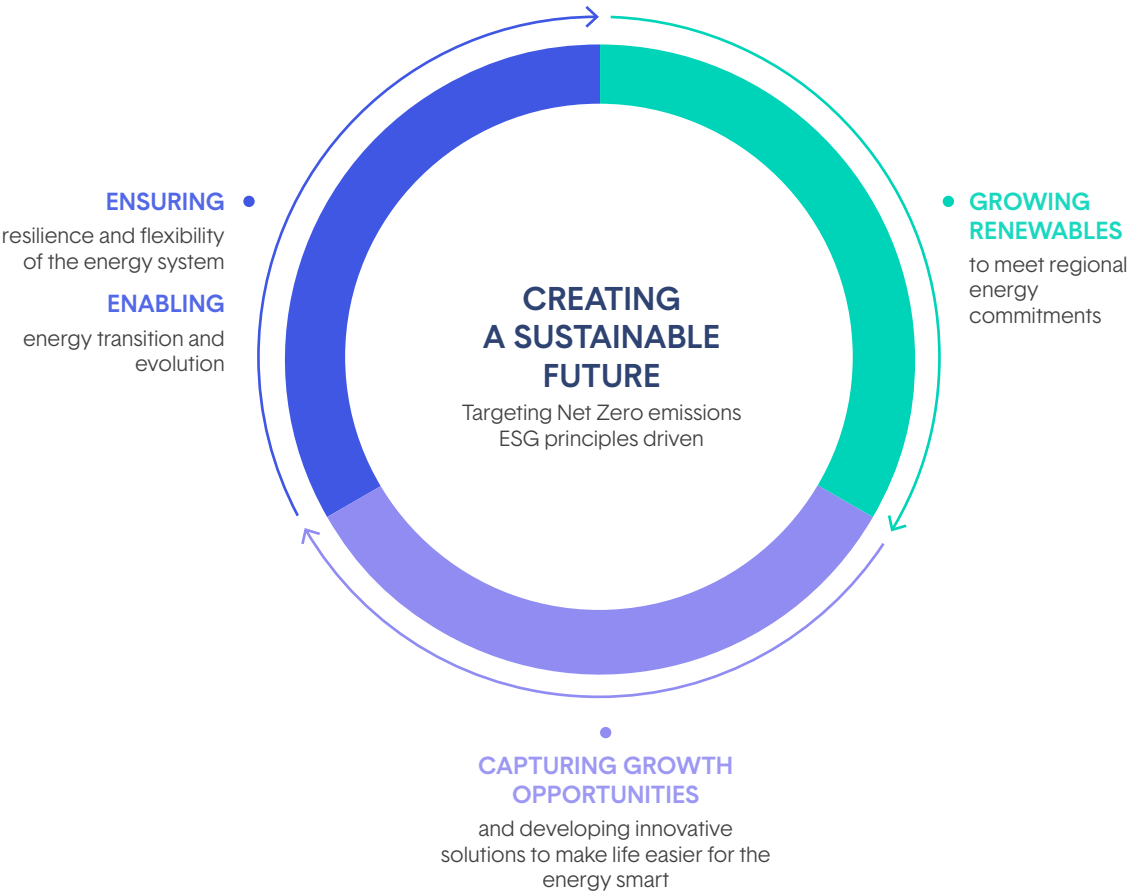 ENSURING
resilience and flexibility
of the energy system
ENABLING
energy transition and
evolution
CREATING
A SUSTAINABLE
FUTURE
Targeting Net Zero emissions
ESG principles driven
GROWING
RENEWABLES
to meet regional
energy
commitments
CAPTURING GROWTH
OPPORTUNITIES
and developing innovative
solutions to make life easier for the
energy smart